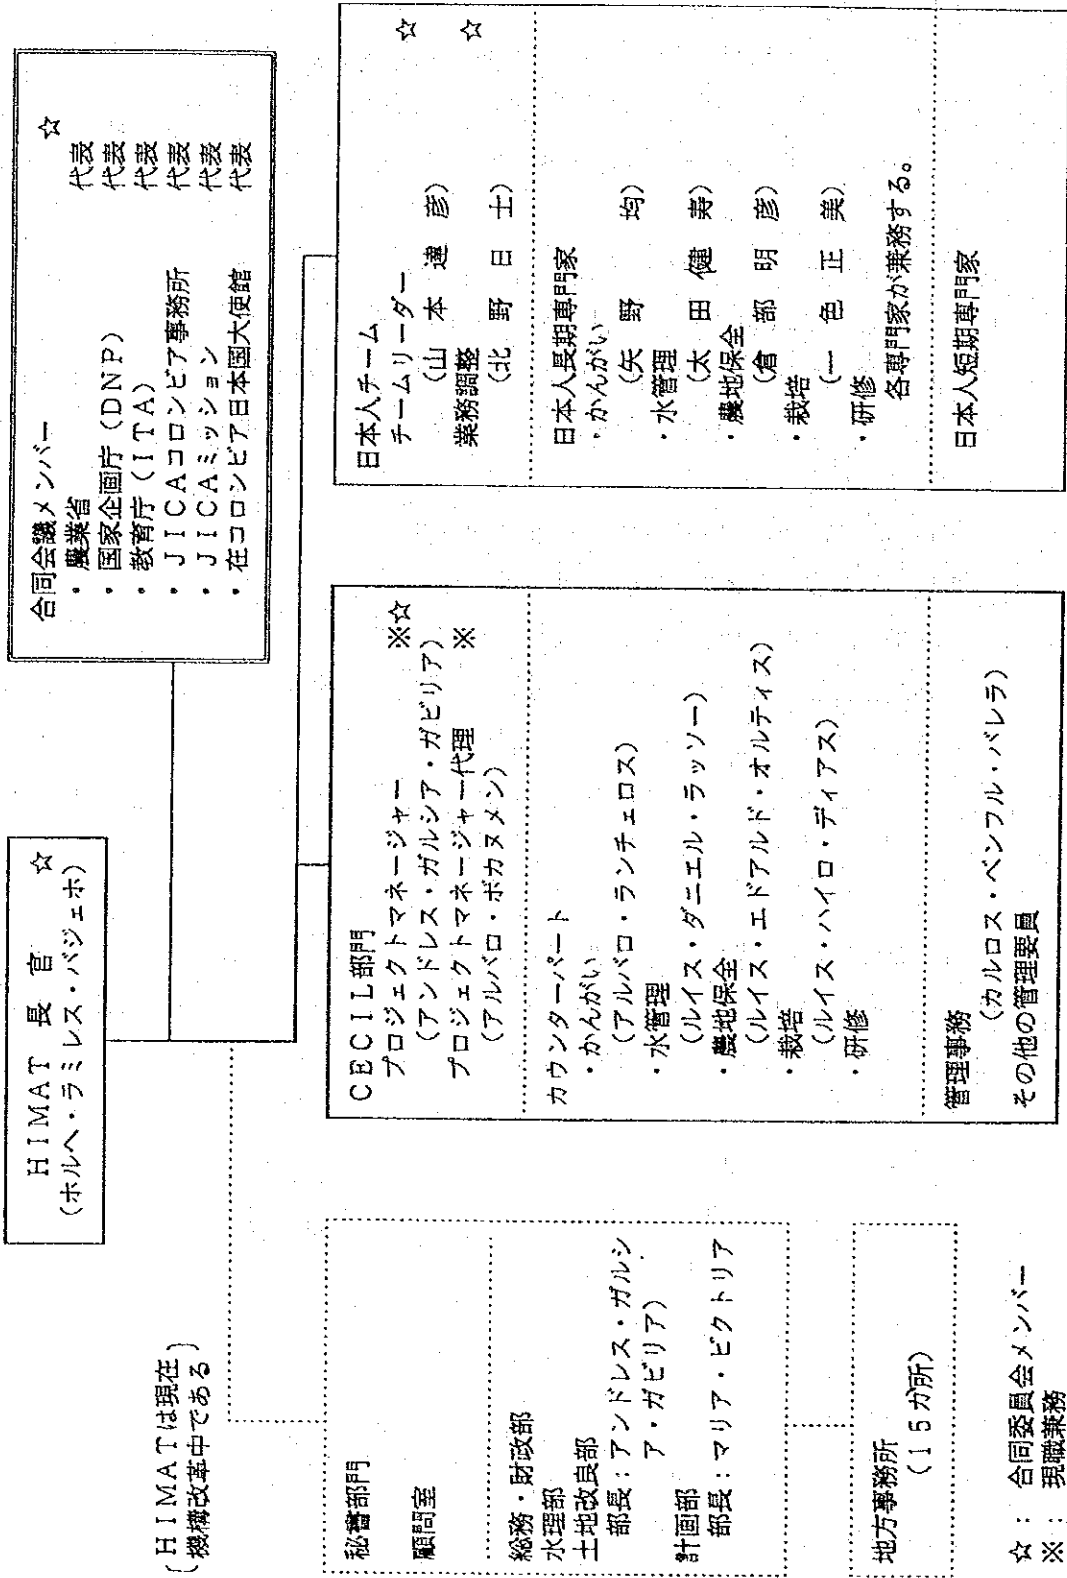 HIMAT 長官 ☆
(ホルヘ・ラミレス・バジェホ)
合同会議メンバー ☆
・農業省 代表
・国家企画庁(DNP) 代表
・教育庁(ITA) 代表
・JICAコロンビア事務所 代表
・JICAミッション 代表
・在コロンビア日本国大使館 代表
(HIMATは現在
機構改革中である)
秘書部門
顧問室
総務・財政部
水理部
土地改良部
部長:アンドレス・ガルシ
ア・ガビリア)
計画部
部長:マリア・ビクトリア
地方事務所
(15カ所)
CECIL部門
プロジェクトマネージャー ※☆
(アンドレス・ガルシア・ガビリア)
プロジェクトマネージャー代理 ※
(アルバロ・ボカヌメン)
カウンターパート
・かんがい
(アルバロ・ランチェロス)
・水管理
(ルイス・ダニエル・ラッソー)
・農地保全
(ルイス・エドアルド・オルティス)
・栽培
(ルイス・ハイロ・ディアス)
・研修
管理事務
(カルロス・ベンフル・バレラ)
その他の管理要員
日本人チーム
チームリーダー ☆
(山本達彦)
業務調整 ☆
(北野日士)
日本人長期専門家
・かんがい
(矢野均)
・水管理
(太田健寿)
・農地保全
(倉部明彦)
・栽培
(一色正美)
・研修
各専門家が兼務する。
日本人短期専門家
☆: 合同委員会メンバー
※: 現職兼務